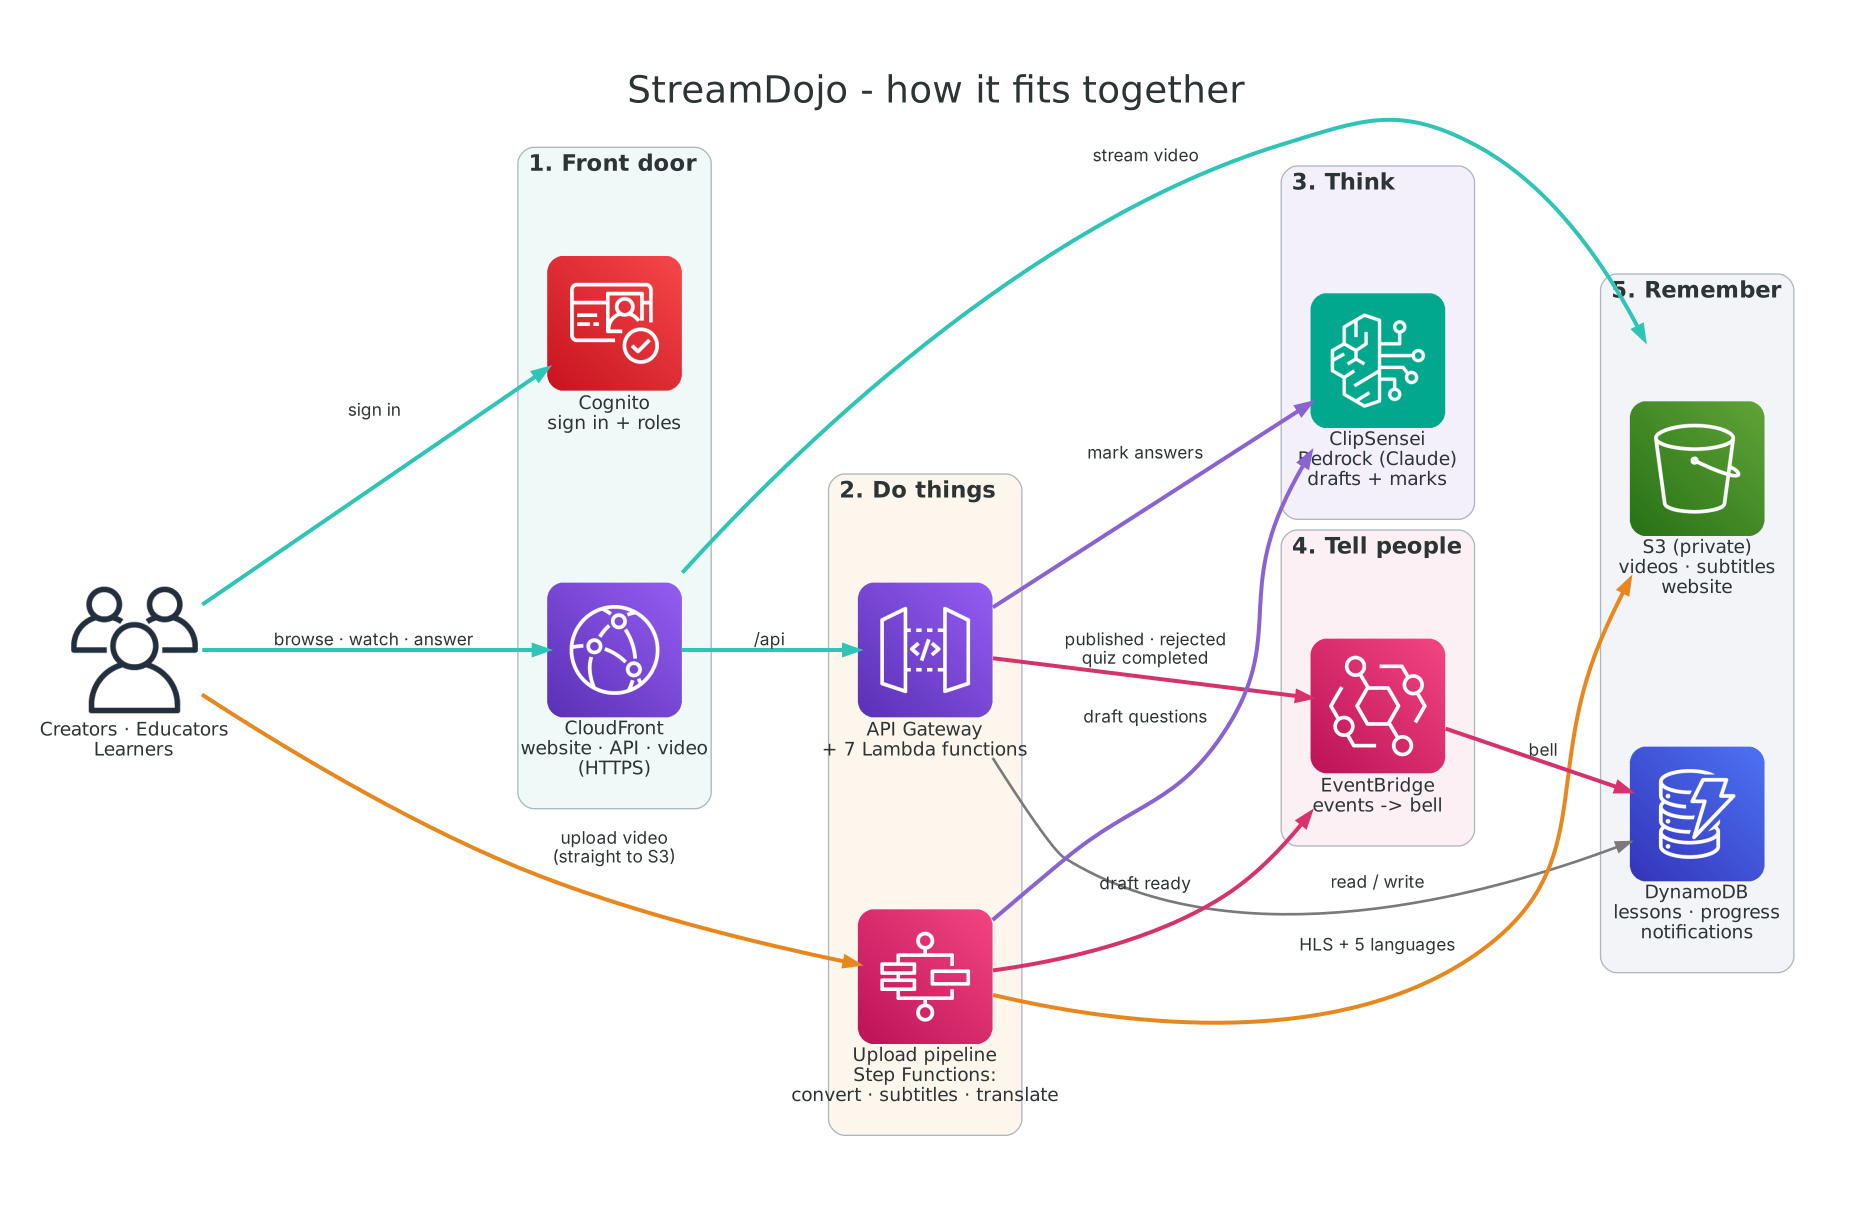 StreamDojo - how it fits together
stream video
1. Front door
3. Think
5. Remember
Cognito
sign in + roles
sign in
ClipSensei
Bedrock (Claude)
drafts + marks
mark answers
2. Do things
4. Tell people
S3 (private)
videos · subtitles
website
browse · watch · answer
/api
published · rejected
quiz completed
Creators · Educators
Learners
CloudFront
website · API · video
(HTTPS)
API Gateway
+ 7 Lambda functions
draft questions
bell
EventBridge
events -> bell
upload video
(straight to S3)
draft ready
read / write
DynamoDB
lessons · progress
notifications
HLS + 5 languages
Upload pipeline
Step Functions:
convert · subtitles · translate